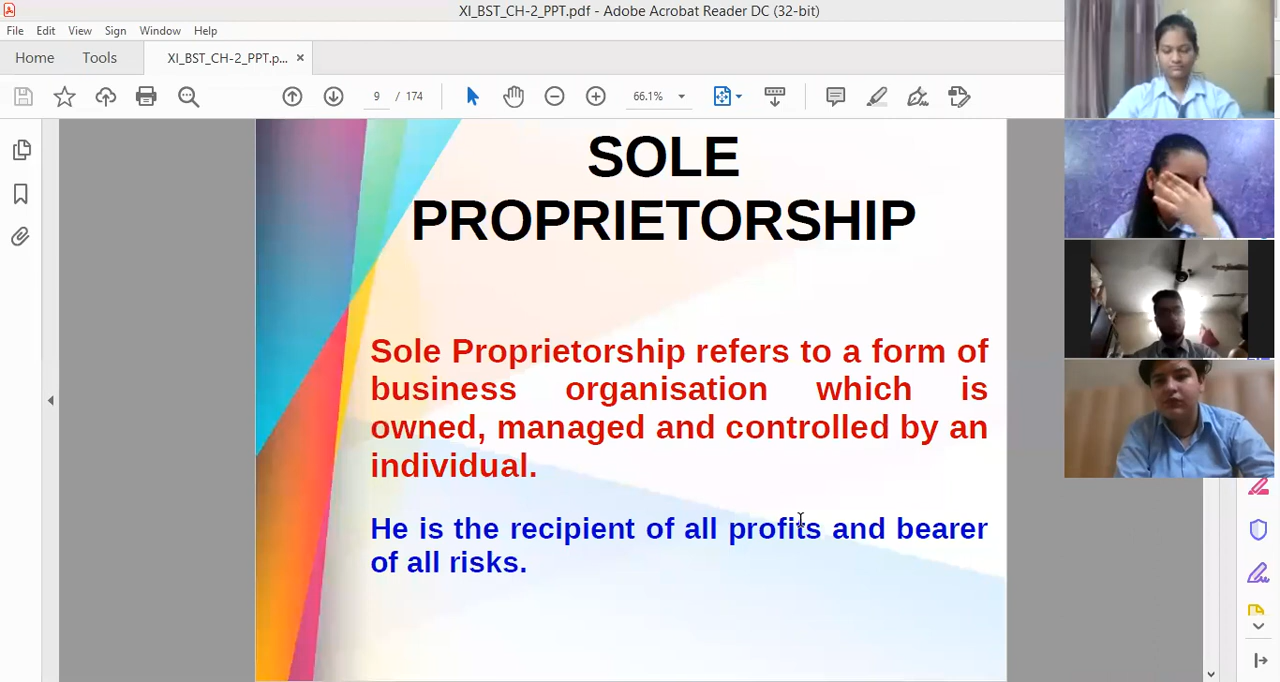 XI_BST_CH-2_PPT.pdf - Adobe Acrobat Reader DC (32-bit)
File Edit View Sign Window Help
Home Tools XI_BST_CH-2_PPT.p... ×
9 / 174 66.1%
SOLE
PROPRIETORSHIP
Sole Proprietorship refers to a form of
business organisation which is
owned, managed and controlled by an
individual.
He is the recipient of all profits and bearer
of all risks.